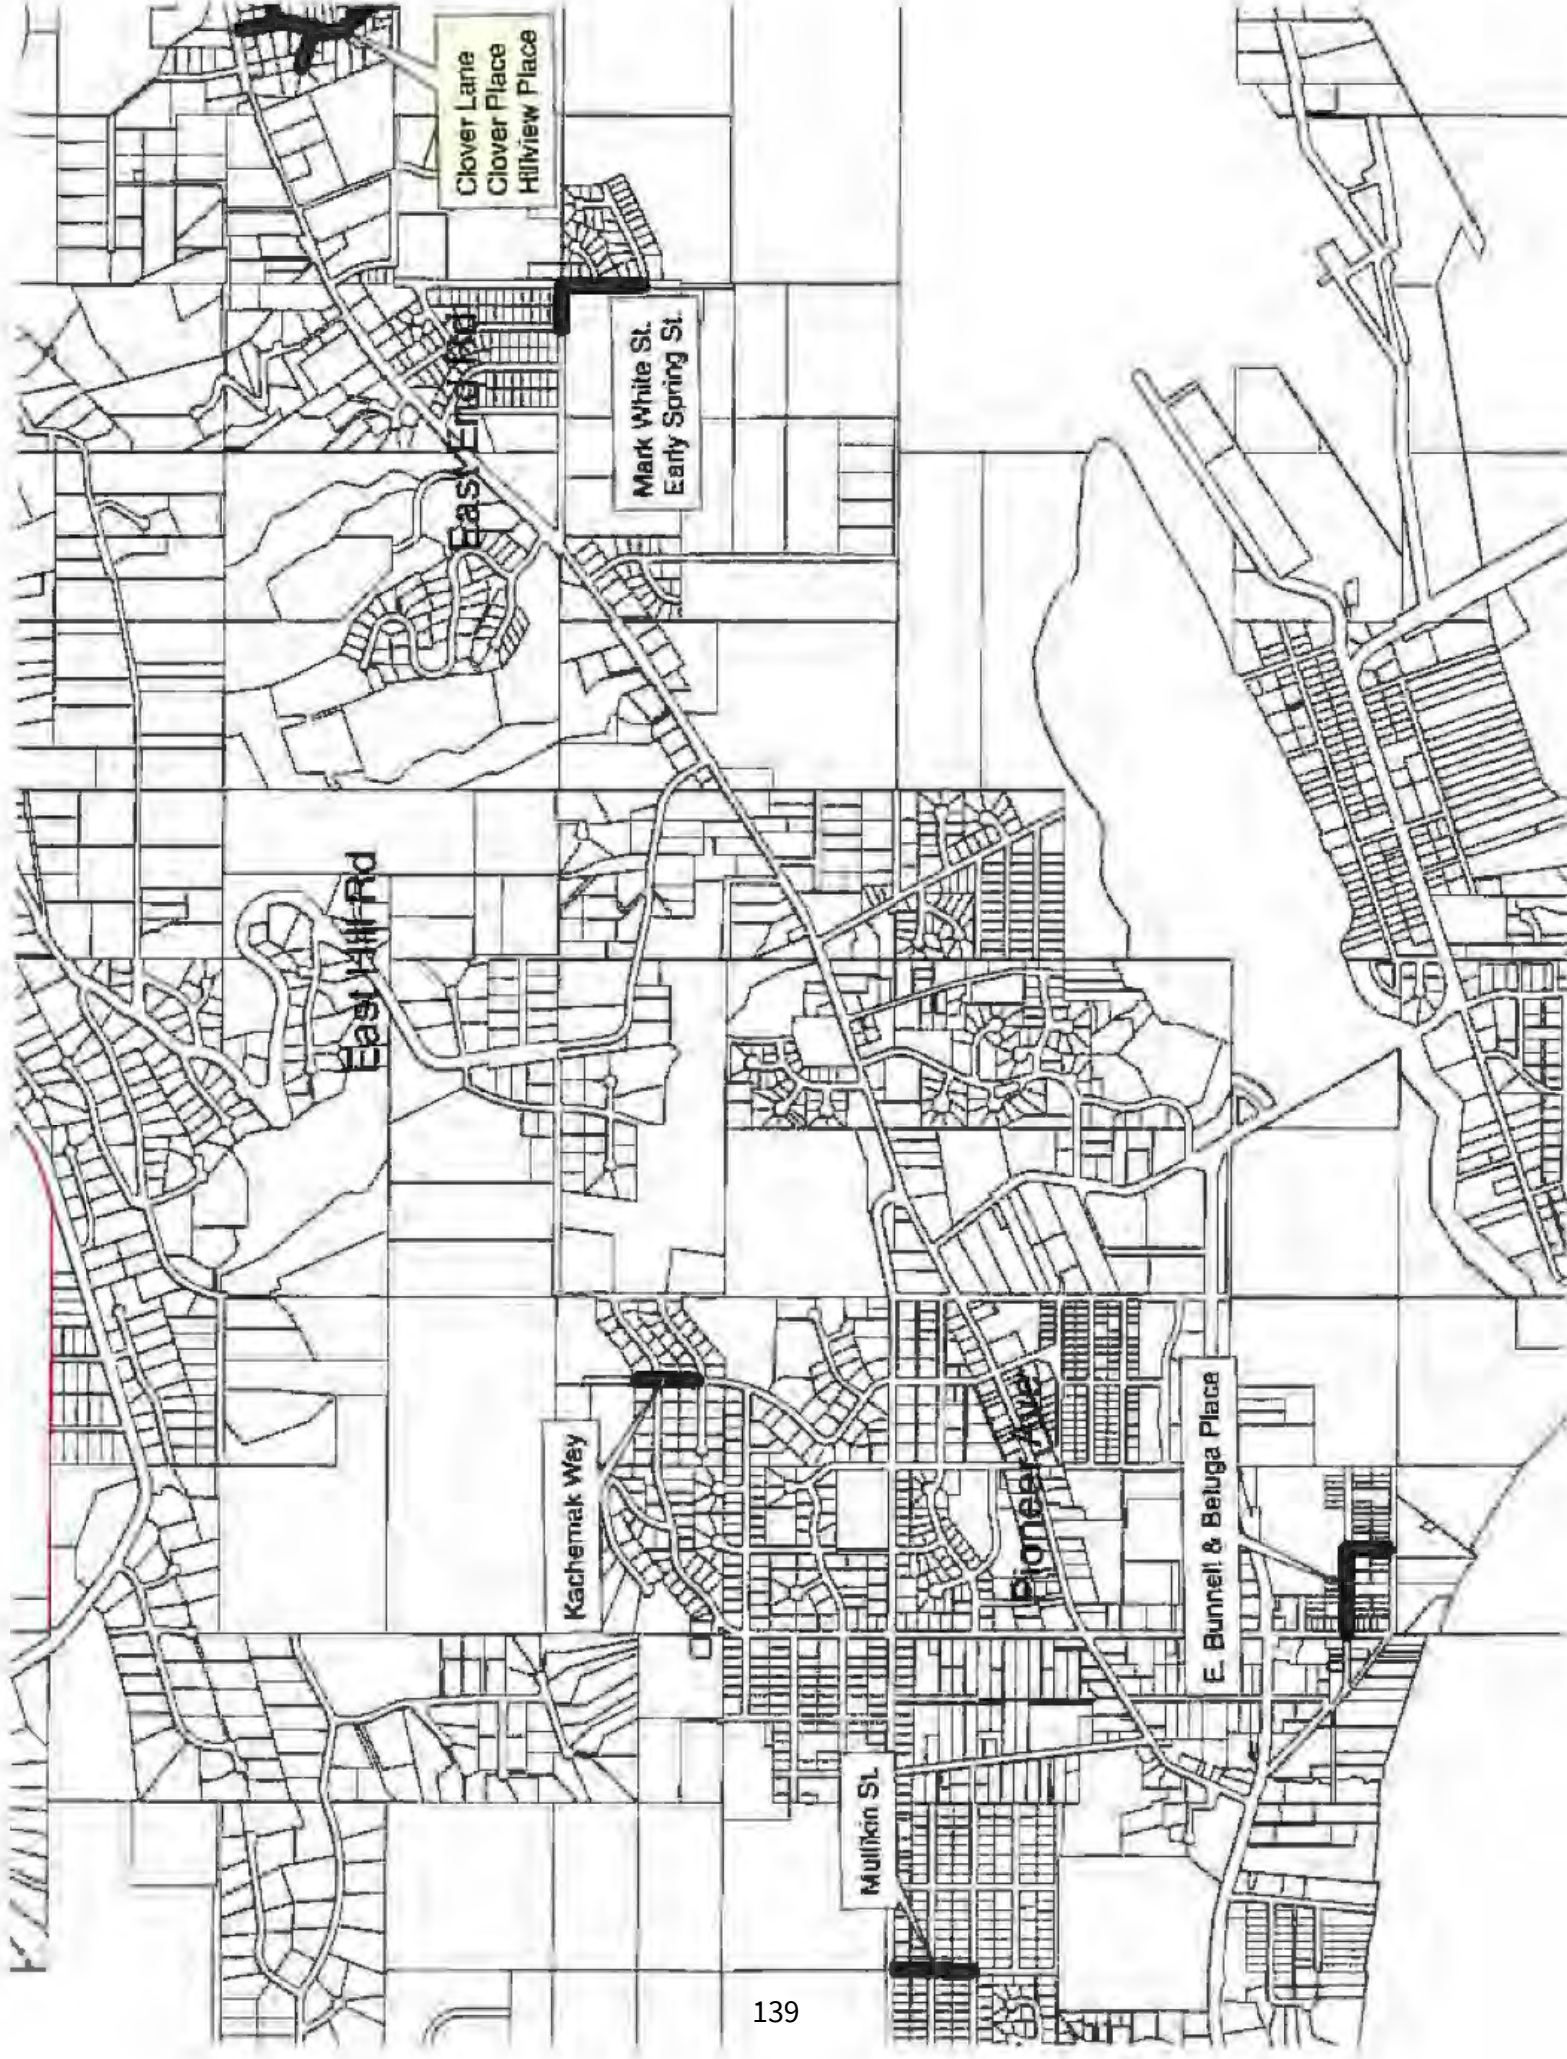 Clover Lane
Clover Place
Hillview Place
Mark White St.
Early Spring St.
East End Rd
East Hill Rd
Kachemak Wey
Pioneer Ave
E. Bunnell & Beluga Place
Mullikin St.
139